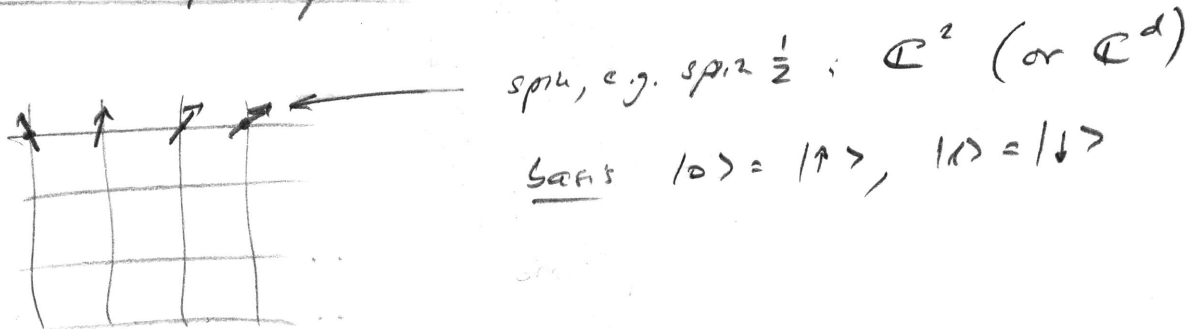 spin, e.g. spin 1/2 : ℂ² (or ℂᵈ)
basis |0> = |↑>, |1> = |↓>